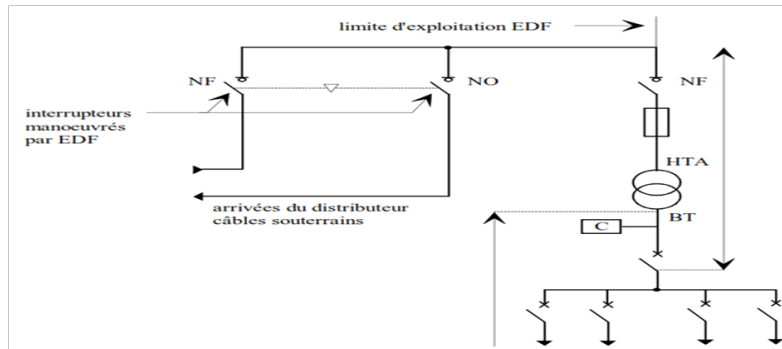 limite d'exploitation EDF
NF
NO
NF
interrupteurs
manoeuvrés
par EDF
HTA
arrivées du distributeur
câbles souterrains
BT
C